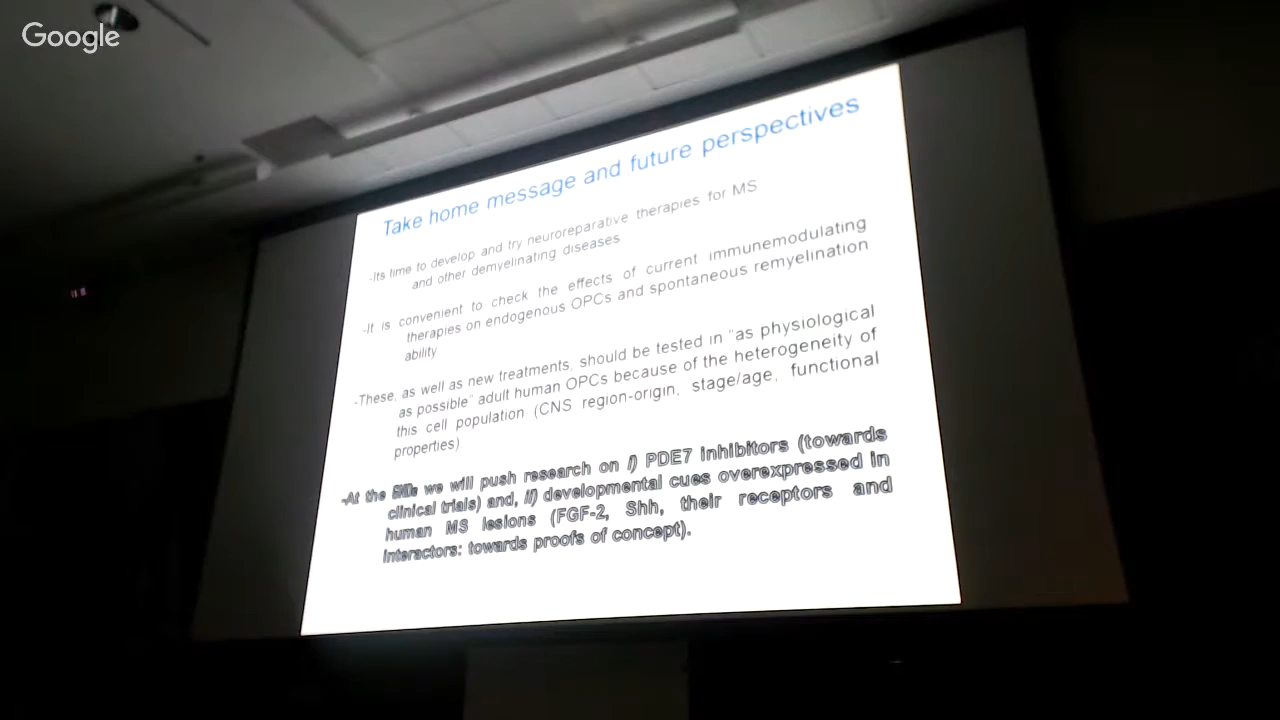 Google
Take home message and future perspectives
-Its time to develop and try neuroreparative therapies for MS
and other demyelinating diseases
-It is convenient to check the effects of current immunemodulating
therapies on endogenous OPCs and spontaneous remyelination
ability
-These, as well as new treatments, should be tested in "as physiological
as possible" adult human OPCs because of the heterogeneity of
this cell population (CNS region-origin, stage/age, functional
properties)
-At the we will push research on i) PDE7 inhibitors (towards
clinical trials) and, ii) developmental cues overexpressed in
human MS lesions (FGF-2, Shh, their receptors and
interactors: towards proofs of concept).